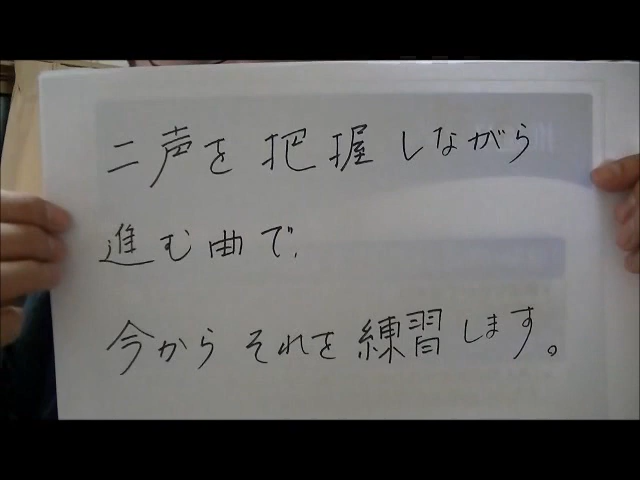 二声を把握しながら
進む曲で、
今からそれを練習します。